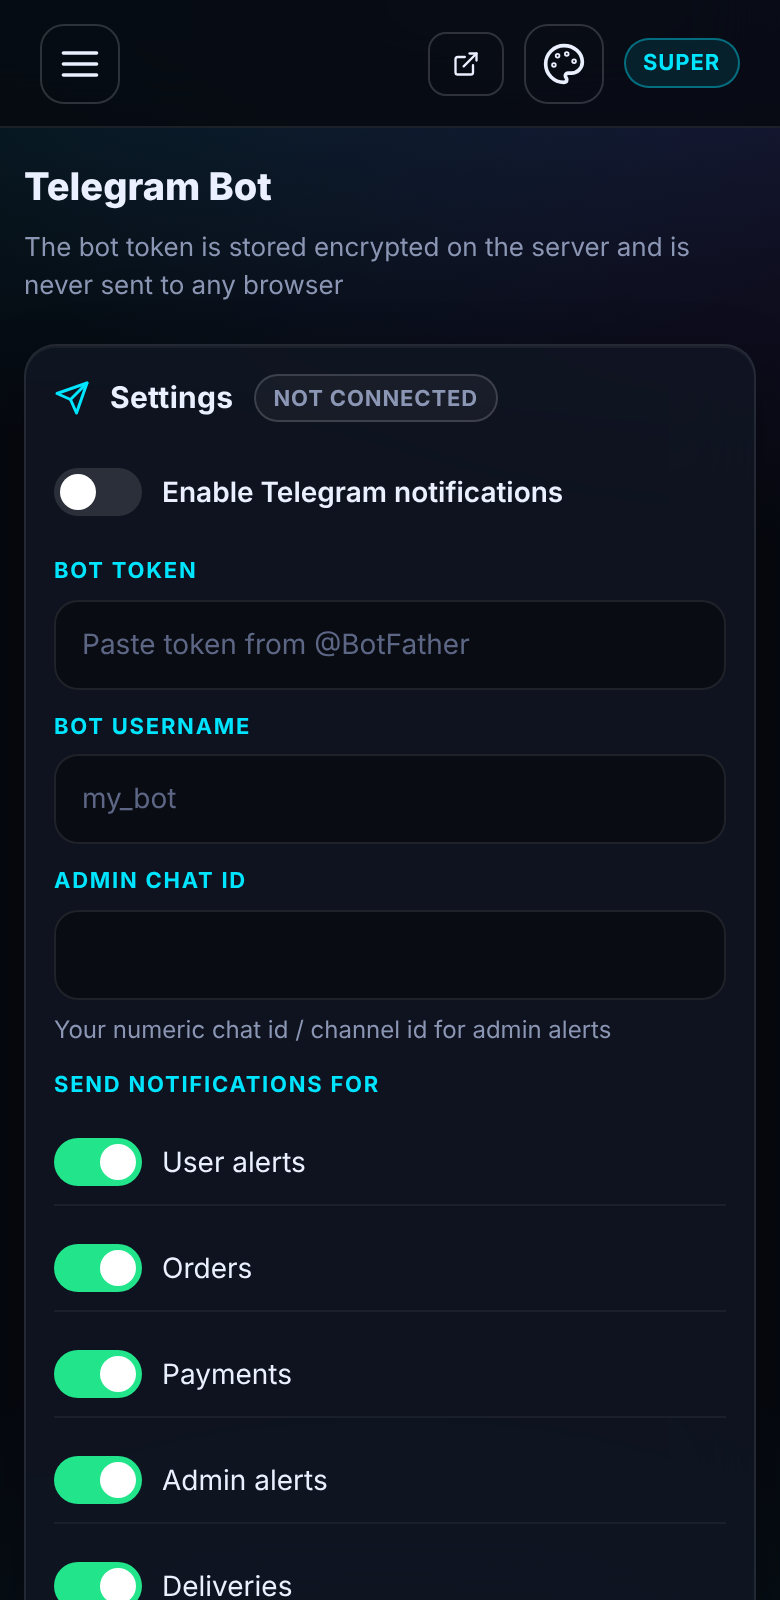 SUPER
Telegram Bot
The bot token is stored encrypted on the server and is
never sent to any browser
Settings NOT CONNECTED
Enable Telegram notifications
BOT TOKEN
Paste token from @BotFather
BOT USERNAME
my_bot
ADMIN CHAT ID
Your numeric chat id / channel id for admin alerts
SEND NOTIFICATIONS FOR
User alerts
Orders
Payments
Admin alerts
Deliveries